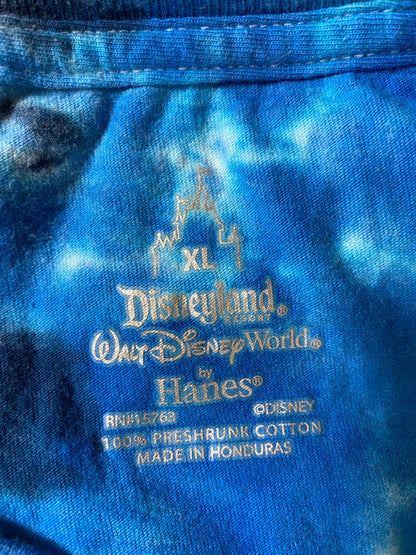 XL
Disneyland®
RESORT
Walt Disney World®
by
Hanes®
RN#15763 ©DISNEY
100% PRESHRUNK COTTON
MADE IN HONDURAS